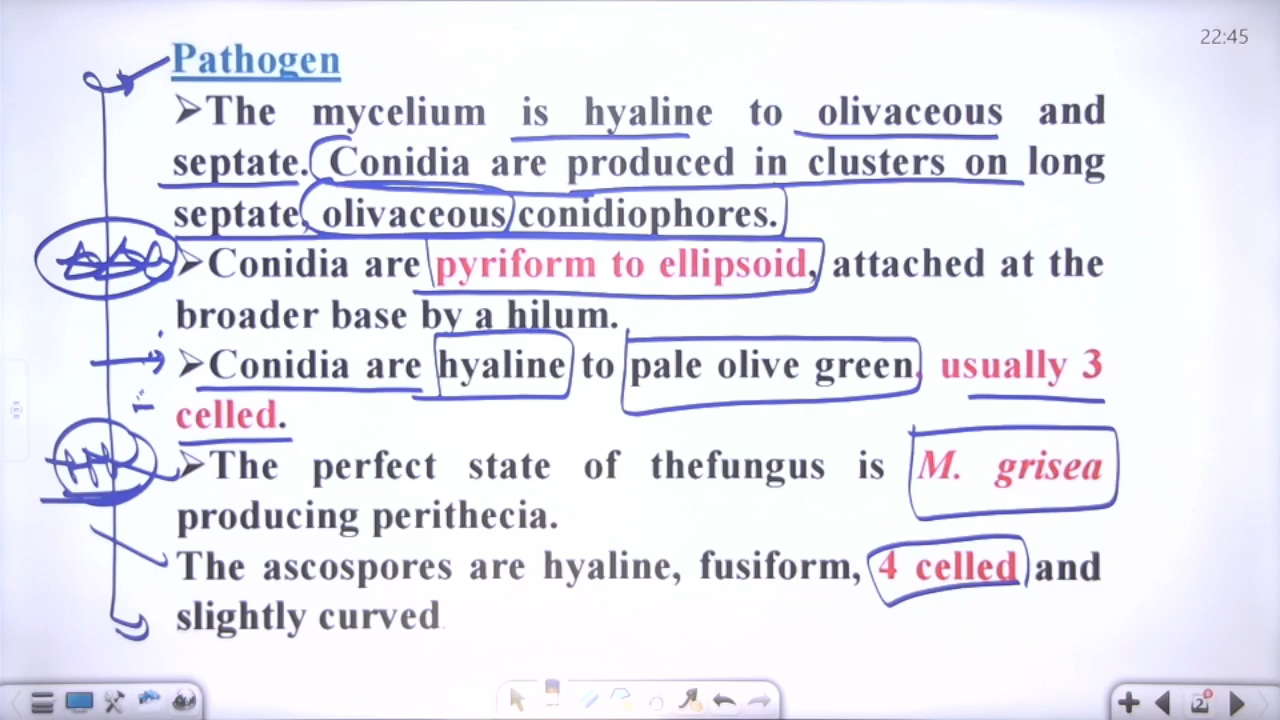 22:45
Pathogen
➢The mycelium is hyaline to olivaceous and
septate. Conidia are produced in clusters on long
septate, olivaceous conidiophores.
➢Conidia are pyriform to ellipsoid, attached at the
broader base by a hilum.
➢Conidia are hyaline to pale olive green, usually 3
celled.
➢The perfect state of thefungus is M. grisea
producing perithecia.
The ascospores are hyaline, fusiform, 4 celled and
slightly curved
2